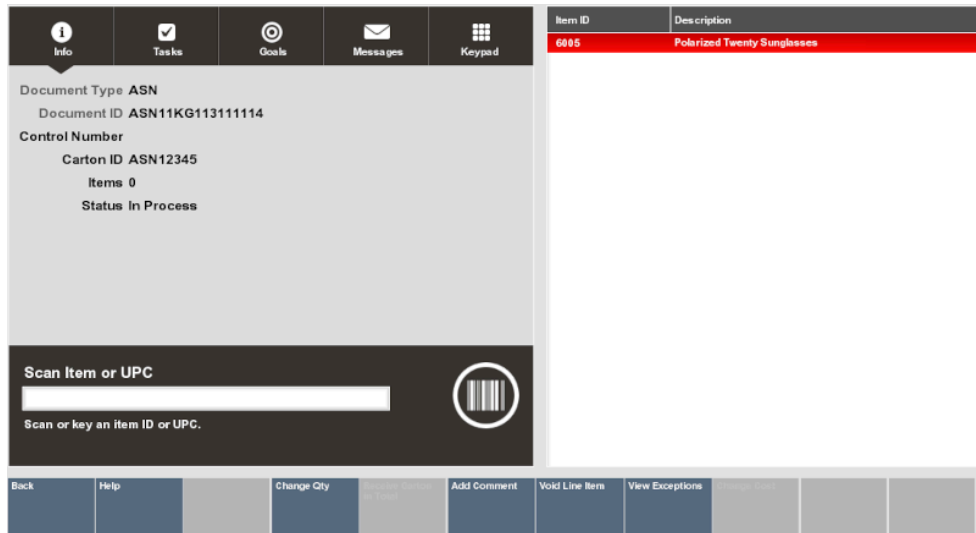 Info Tasks Goals Messages Keypad
Document Type ASN
Document ID ASN11KG113111114
Control Number
Carton ID ASN12345
Items 0
Status In Process
Scan Item or UPC
Scan or key an item ID or UPC.
Item ID Description
6005 Polarized Twenty Sunglasses
Back Help Change Qty Add Comment Void Line Item View Exceptions